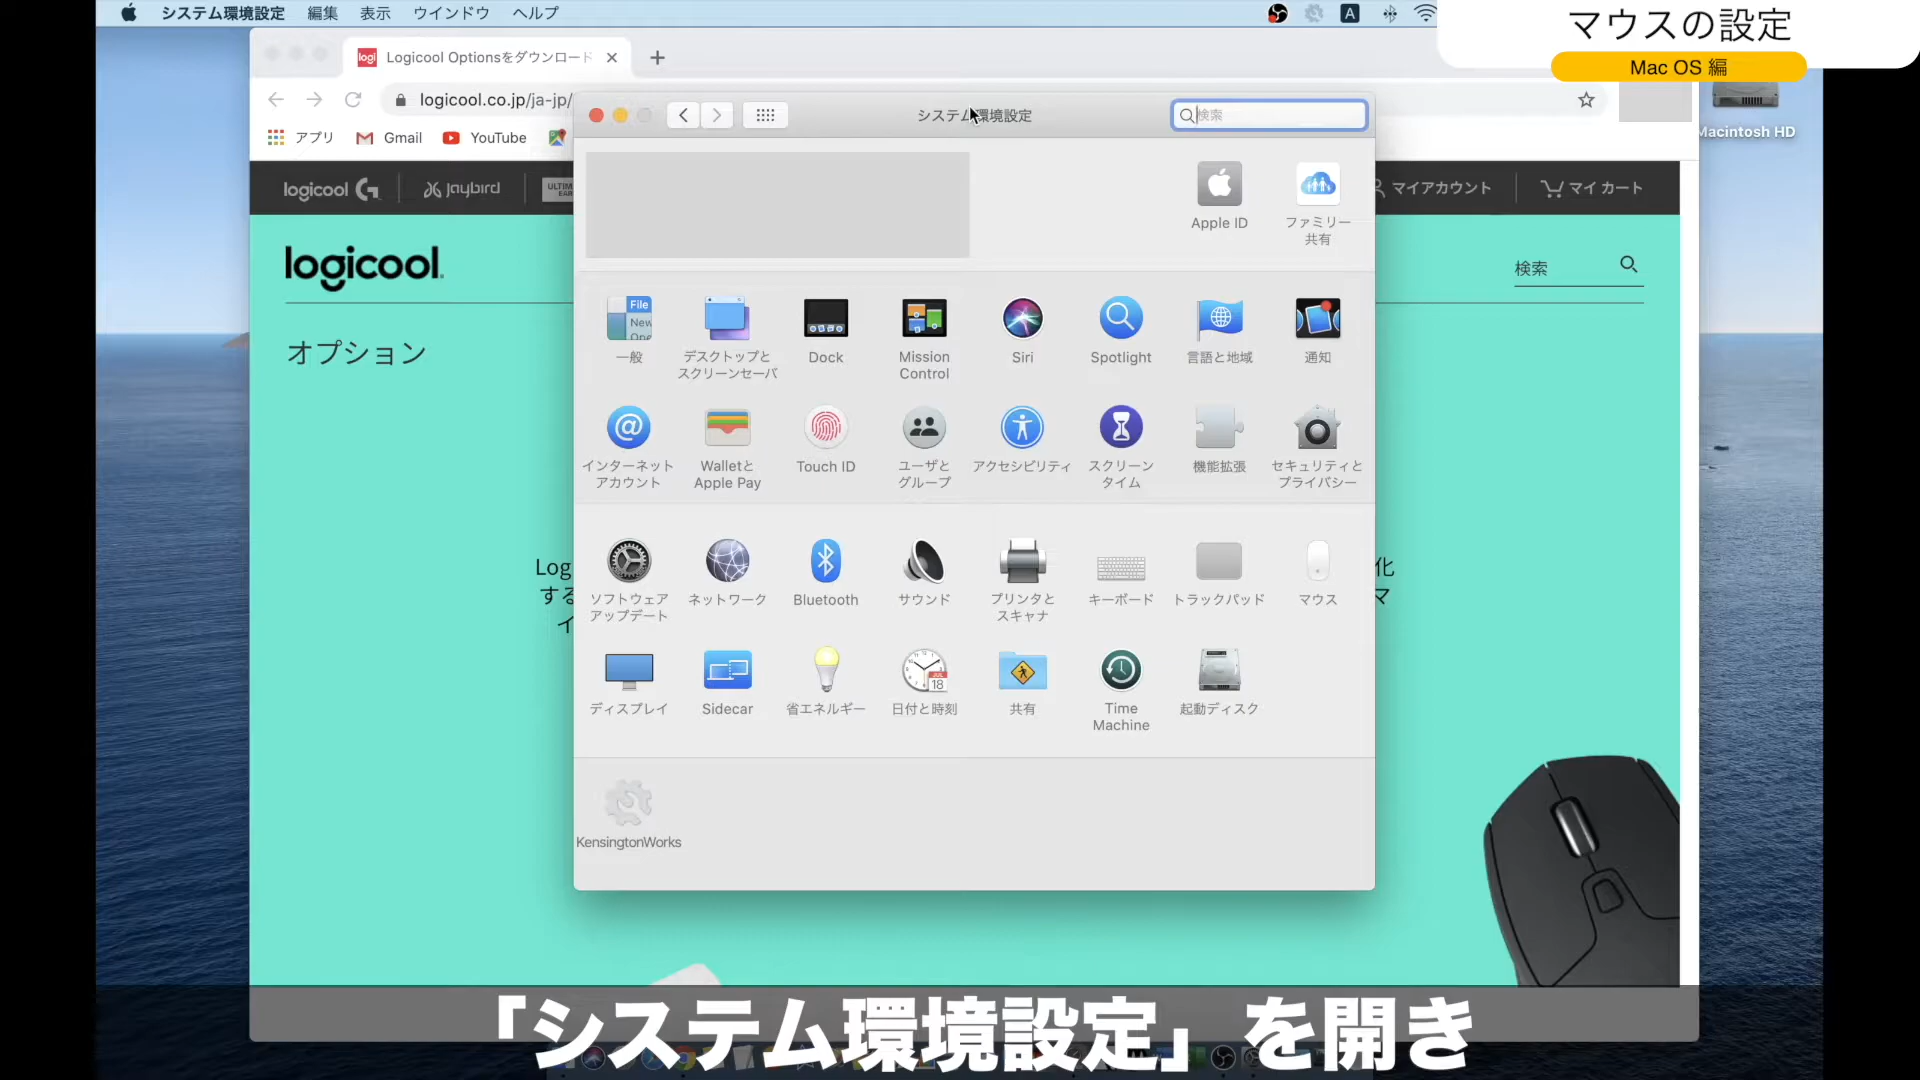 システム環境設定 編集 表示 ウインドウ ヘルプ
A
マウスの設定
Mac OS 編
logi Logicool Optionsをダウンロード
logicool.co.jp/ja-jp/
アプリ Gmail YouTube
Macintosh HD
システム環境設定
検索
logicool G Jaybird
マイアカウント マイ カート
logicool
検索
オプション
Apple ID
ファミリー
共有
File
New
一般
デスクトップと
スクリーンセーバ
Dock
Mission
Control
Siri
Spotlight
言語と地域
通知
インターネット
アカウント
Walletと
Apple Pay
Touch ID
ユーザと
グループ
アクセシビリティ
スクリーン
タイム
機能拡張
セキュリティと
プライバシー
ソフトウェア
アップデート
ネットワーク
Bluetooth
サウンド
プリンタと
スキャナ
キーボード
トラックパッド
マウス
ディスプレイ
Sidecar
省エネルギー
18
日付と時刻
共有
Time
Machine
起動ディスク
KensingtonWorks
Log
化
する
マ
イ
「システム環境設定」を開き